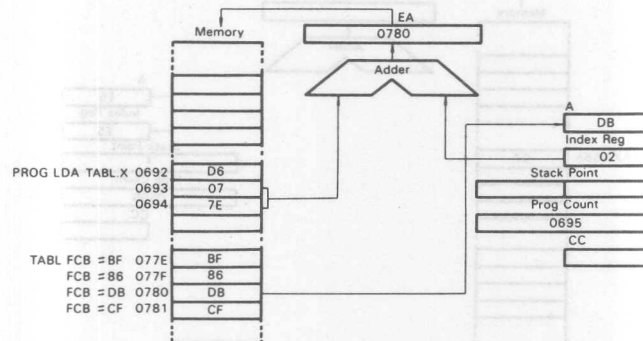 EA
Memory
0780
Adder
A
DB
Index Reg
02
Stack Point
Prog Count
0695
CC
PROG LDA TABL.X 0692 D6
0693 07
0694 7E
TABL FCB =BF 077E BF
FCB =86 077F 86
FCB =DB 0780 DB
FCB =CF 0781 CF